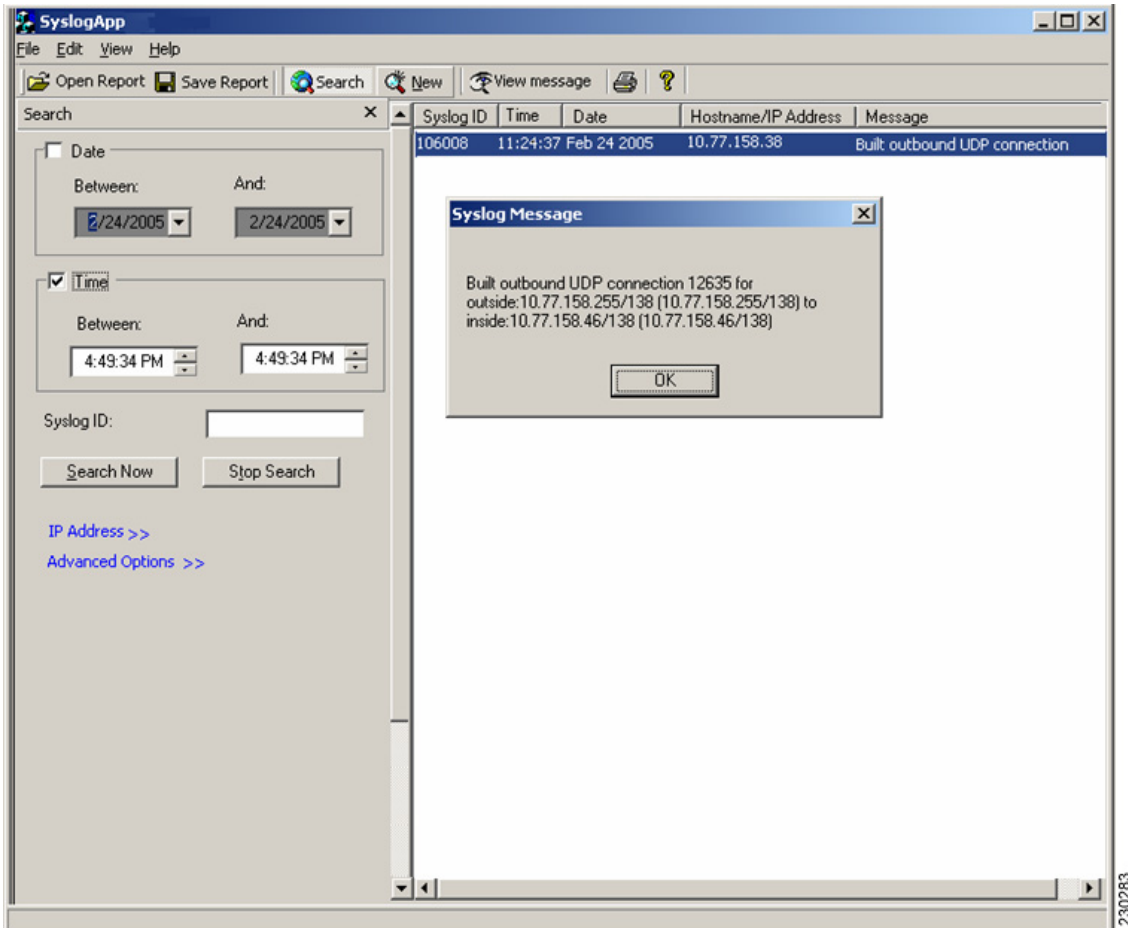 SyslogApp
File Edit View Help
Open Report Save Report Search New View message
Search
Date
Between: And:
2/24/2005 2/24/2005
Time
Between: And:
4:49:34 PM 4:49:34 PM
Syslog ID:
Search Now Stop Search
IP Address >>
Advanced Options >>
Syslog ID Time Date Hostname/IP Address Message
106008 11:24:37 Feb 24 2005 10.77.158.38 Built outbound UDP connection
Syslog Message
Built outbound UDP connection 12635 for
outside:10.77.158.255/138 (10.77.158.255/138) to
inside:10.77.158.46/138 (10.77.158.46/138)
OK
230283